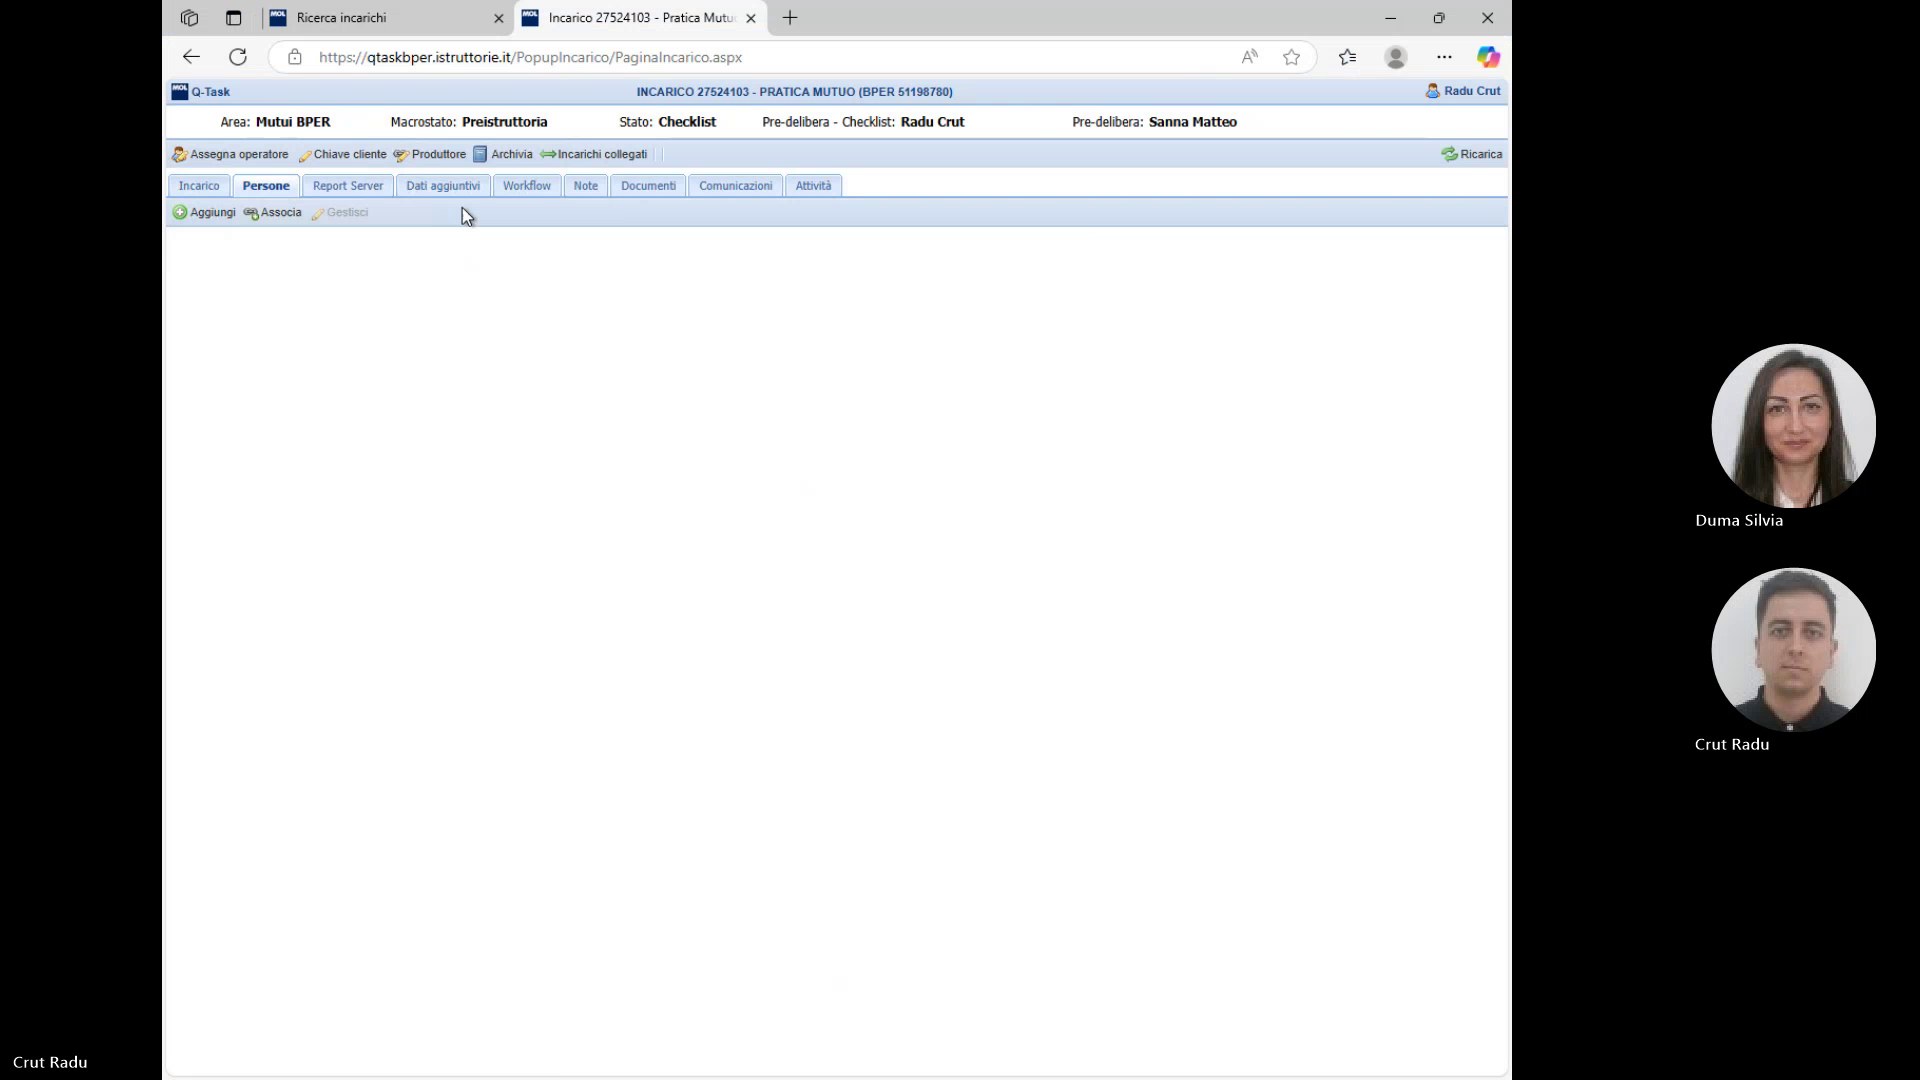 Ricerca incarichi
Incarico 27524103 - Pratica Mutu
https://qtaskbper.istruttorie.it/PopupIncarico/PaginaIncarico.aspx
MOL Q-Task
INCARICO 27524103 - PRATICA MUTUO (BPER 51198780)
Radu Crut
Area: Mutui BPER Macrostato: Preistruttoria Stato: Checklist Pre-delibera - Checklist: Radu Crut Pre-delibera: Sanna Matteo
Assegna operatore Chiave cliente Produttore Archivia Incarichi collegati Ricarica
Incarico Persone Report Server Dati aggiuntivi Workflow Note Documenti Comunicazioni Attività
Aggiungi Associa Gestisci
Duma Silvia
Crut Radu
Crut Radu